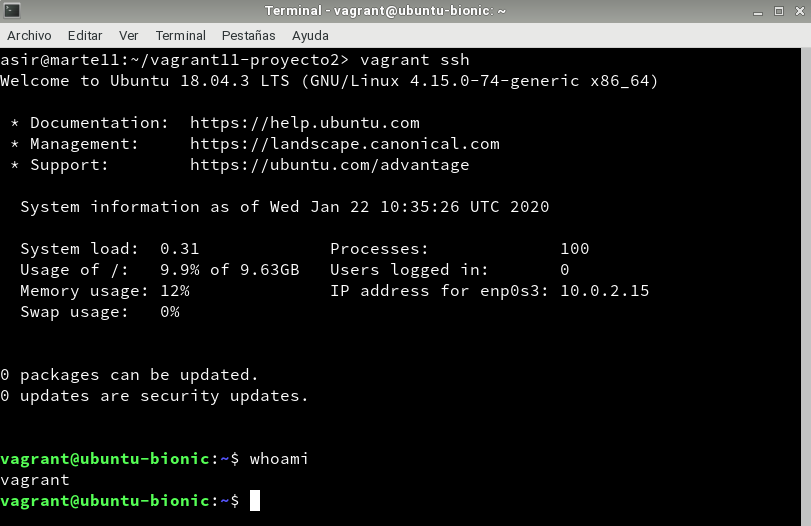 Terminal - vagrant@ubuntu-bionic: ~
Archivo Editar Ver Terminal Pestañas Ayuda
asir@marte11:~/vagrant11-proyecto2> vagrant ssh
Welcome to Ubuntu 18.04.3 LTS (GNU/Linux 4.15.0-74-generic x86_64)
* Documentation: https://help.ubuntu.com
* Management: https://landscape.canonical.com
* Support: https://ubuntu.com/advantage
System information as of Wed Jan 22 10:35:26 UTC 2020
System load: 0.31 Processes: 100
Usage of /: 9.9% of 9.63GB Users logged in: 0
Memory usage: 12% IP address for enp0s3: 10.0.2.15
Swap usage: 0%
0 packages can be updated.
0 updates are security updates.
vagrant@ubuntu-bionic:~$ whoami
vagrant
vagrant@ubuntu-bionic:~$